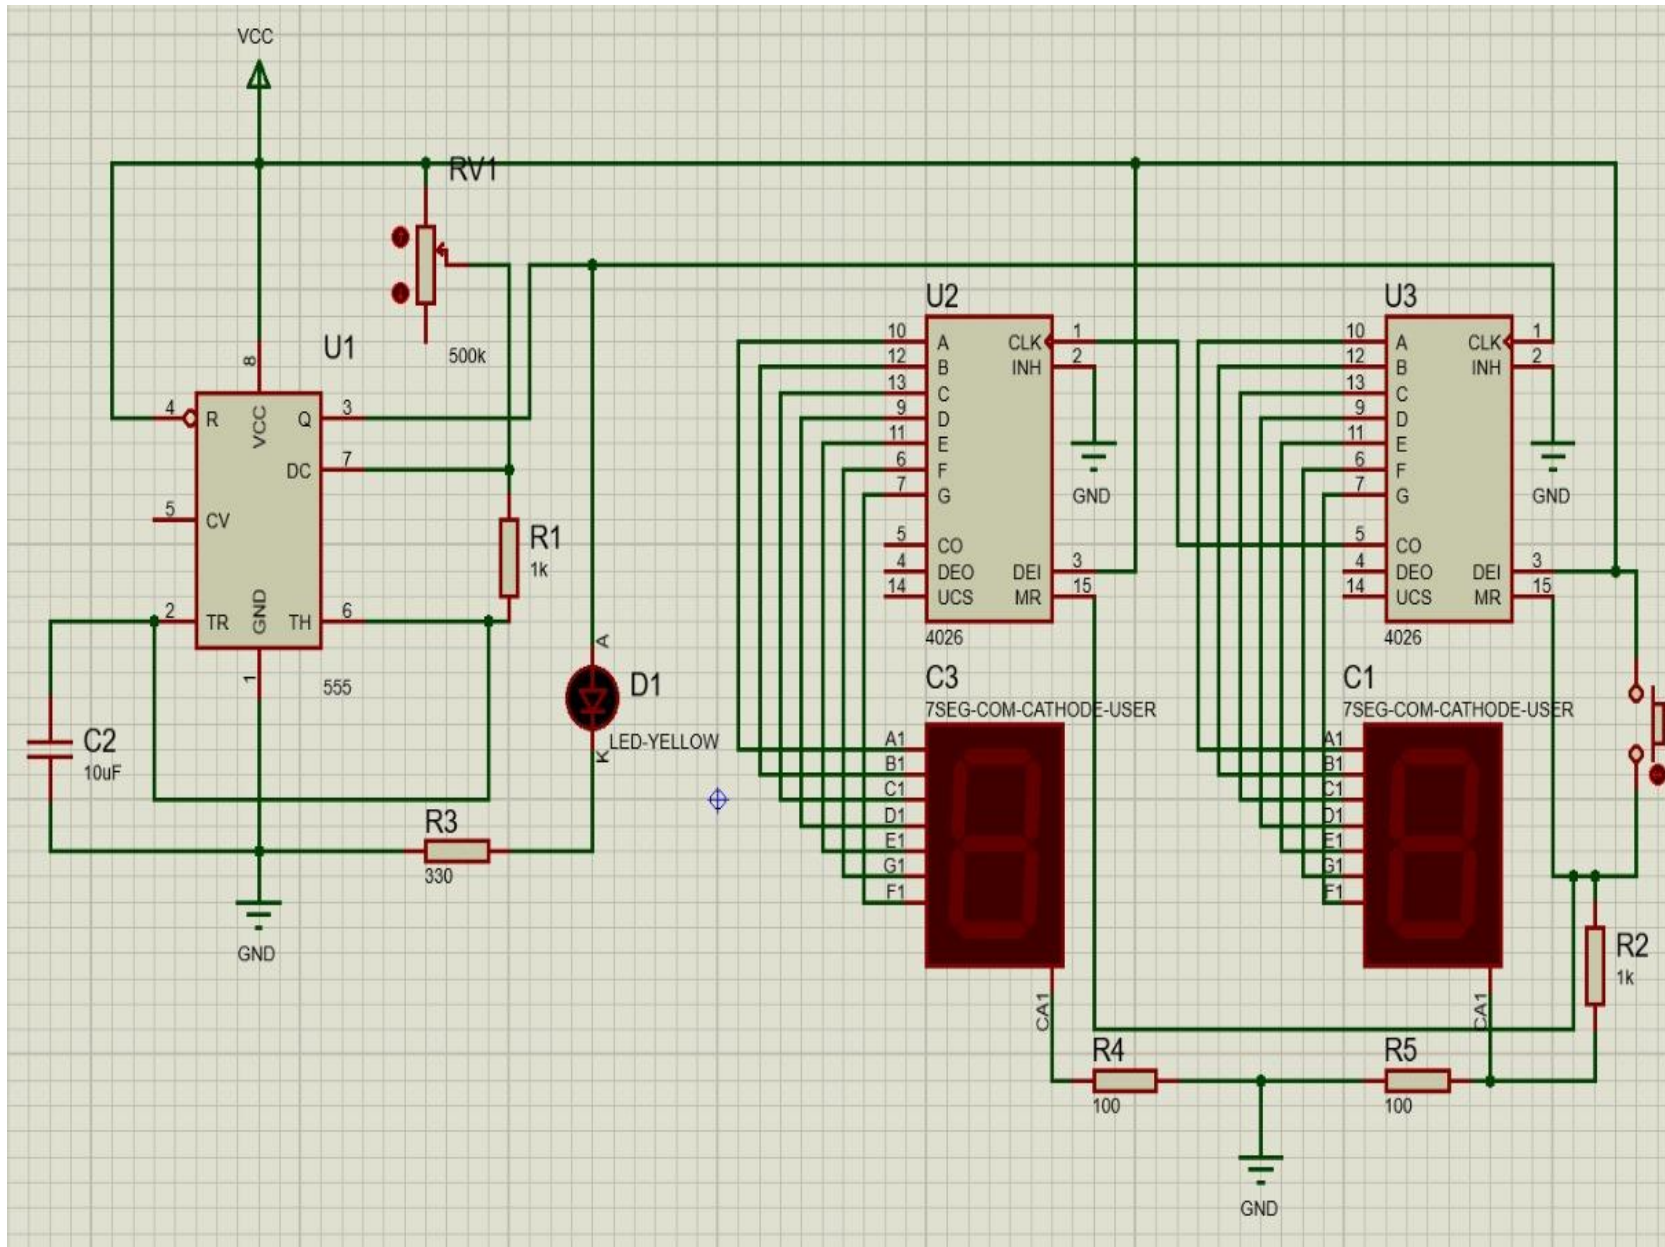 VCC
RV1
500k
U1
8
VCC
4
R
Q
3
DC
7
5
CV
2
TR
GND
TH
6
1
555
R1
1k
C2
10uF
R3
330
GND
A
D1
K
LED-YELLOW
U2
10
A
CLK
1
12
B
INH
2
13
C
9
D
11
E
6
F
7
G
GND
5
CO
4
DEO
DEI
3
14
UCS
MR
15
4026
U3
10
A
CLK
1
12
B
INH
2
13
C
9
D
11
E
6
F
7
G
GND
5
CO
4
DEO
DEI
3
14
UCS
MR
15
4026
C3
7SEG-COM-CATHODE-USER
A1
B1
C1
D1
E1
G1
F1
CA1
C1
7SEG-COM-CATHODE-USER
A1
B1
C1
D1
E1
G1
F1
CA1
R2
1k
R4
100
R5
100
GND